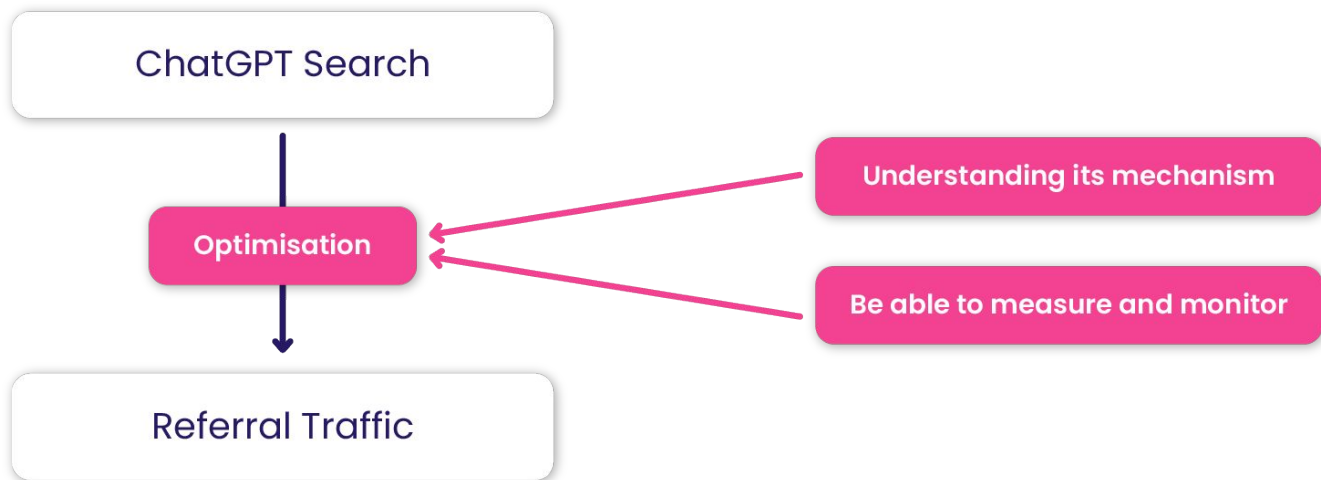 ChatGPT Search
Understanding its mechanism
Optimisation
Be able to measure and monitor
Referral Traffic